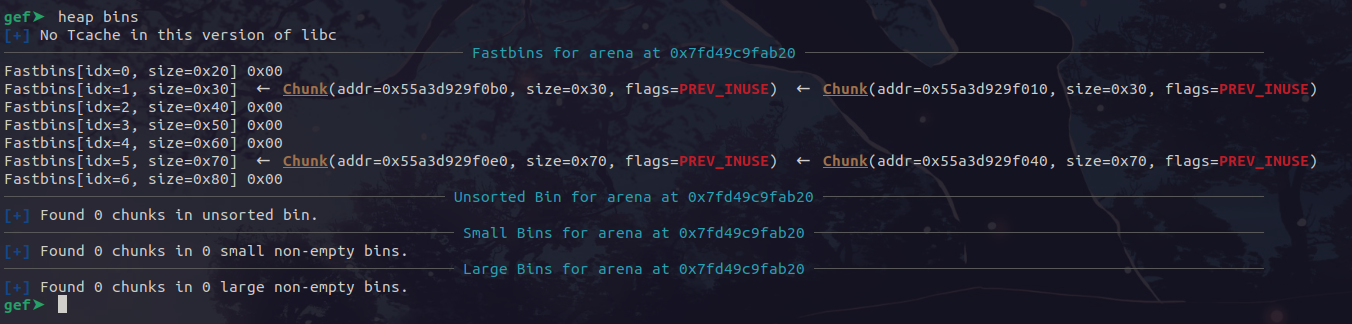 gef➤  heap bins
[+] No Tcache in this version of libc
Fastbins for arena at 0x7fd49c9fab20
Fastbins[idx=0, size=0x20] 0x00
Fastbins[idx=1, size=0x30]  ←  Chunk(addr=0x55a3d929f0b0, size=0x30, flags=PREV_INUSE)  ←  Chunk(addr=0x55a3d929f010, size=0x30, flags=PREV_INUSE)
Fastbins[idx=2, size=0x40] 0x00
Fastbins[idx=3, size=0x50] 0x00
Fastbins[idx=4, size=0x60] 0x00
Fastbins[idx=5, size=0x70]  ←  Chunk(addr=0x55a3d929f0e0, size=0x70, flags=PREV_INUSE)  ←  Chunk(addr=0x55a3d929f040, size=0x70, flags=PREV_INUSE)
Fastbins[idx=6, size=0x80] 0x00
Unsorted Bin for arena at 0x7fd49c9fab20
[+] Found 0 chunks in unsorted bin.
Small Bins for arena at 0x7fd49c9fab20
[+] Found 0 chunks in 0 small non-empty bins.
Large Bins for arena at 0x7fd49c9fab20
[+] Found 0 chunks in 0 large non-empty bins.
gef➤